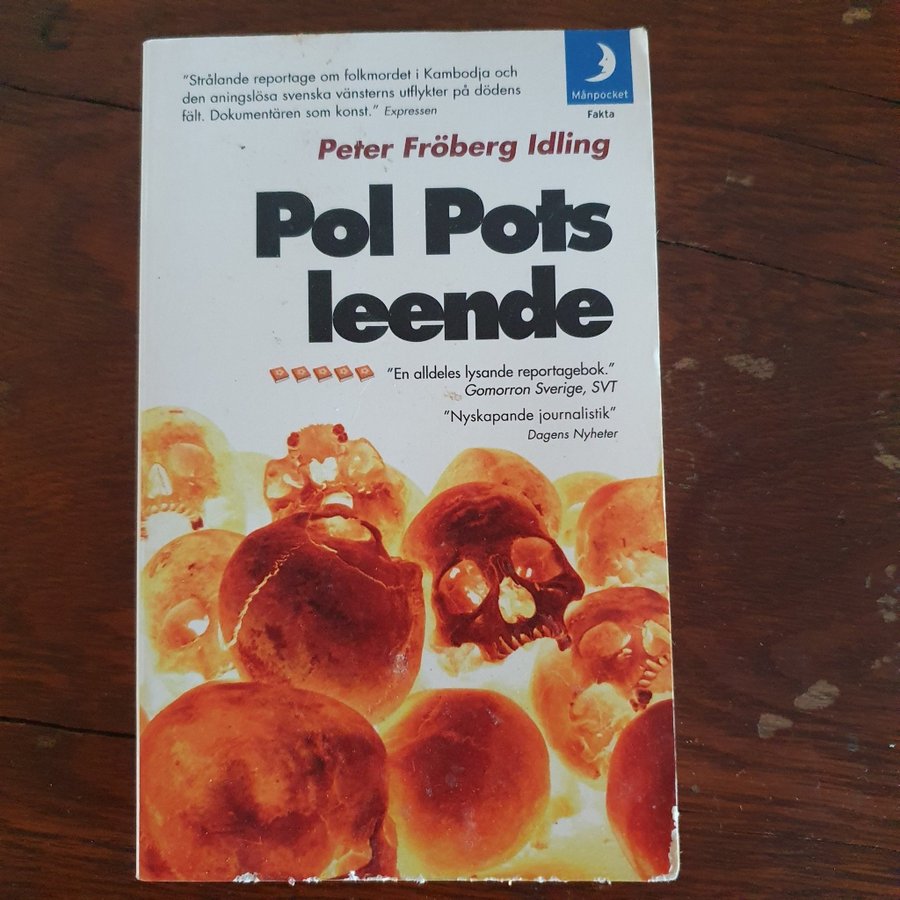 "Strålande reportage om folkmordet i Kambodja och
den aningslösa svenska vänsterns utflykter på dödens
fält. Dokumentären som konst." Expressen
Månpocket
Fakta
Peter Fröberg Idling
Pol Pots
leende
"En alldeles lysande reportagebok."
Gomorron Sverige, SVT
"Nyskapande journalistik"
Dagens Nyheter